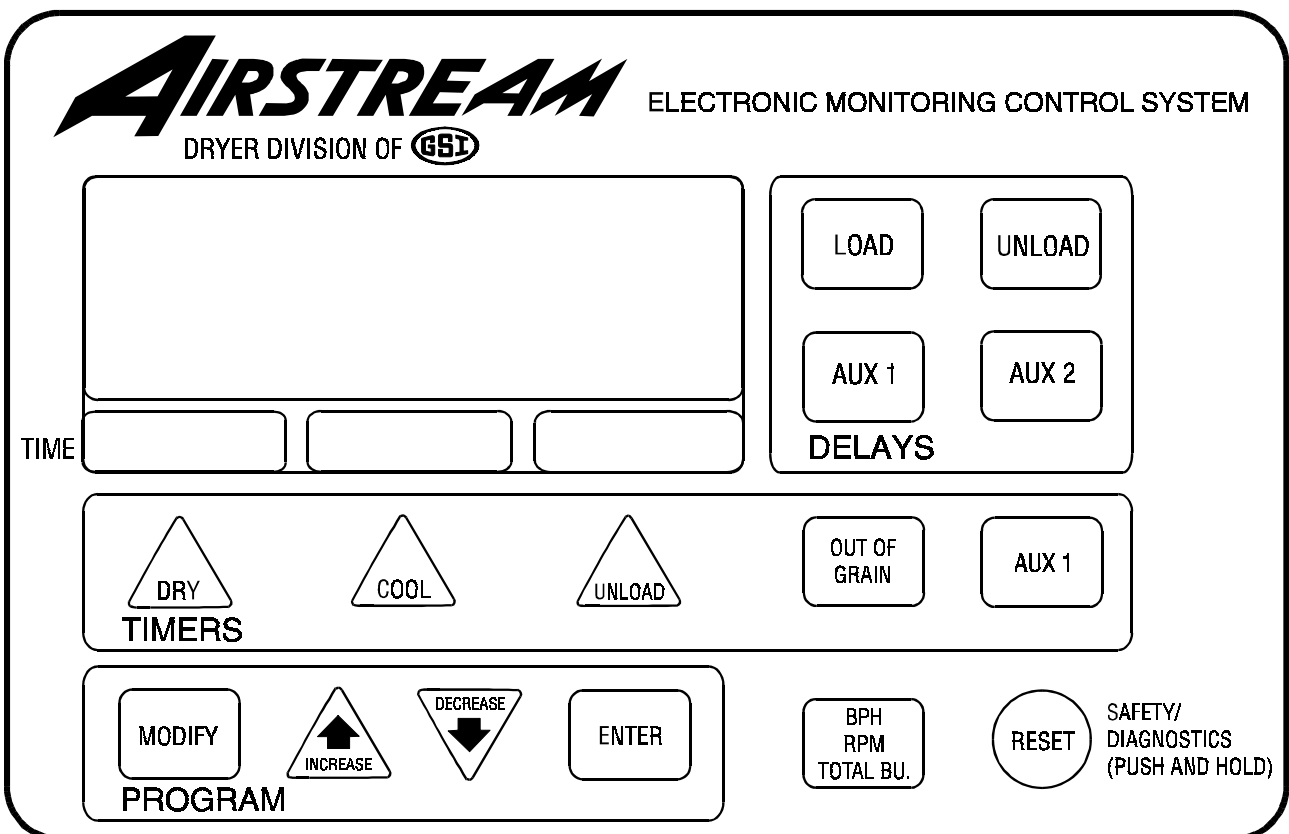 AIRSTREAM
ELECTRONIC MONITORING CONTROL SYSTEM
DRYER DIVISION OF GSI
LOAD
UNLOAD
AUX 1
AUX 2
DELAYS
TIME
DRY
COOL
UNLOAD
OUT OF
GRAIN
AUX 1
TIMERS
MODIFY
INCREASE
DECREASE
ENTER
PROGRAM
BPH
RPM
TOTAL BU.
RESET
SAFETY/
DIAGNOSTICS
(PUSH AND HOLD)